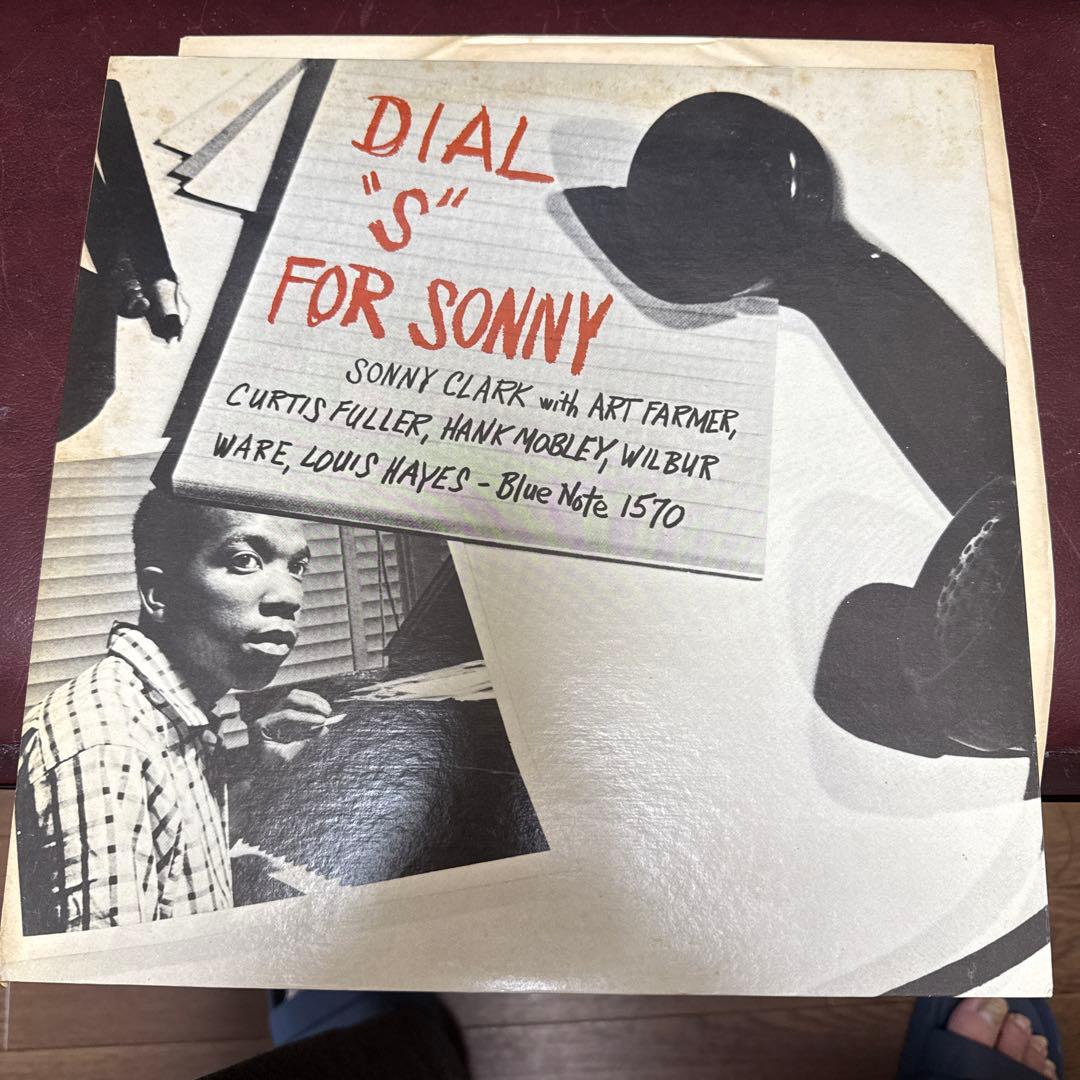 DIAL
"S"
FOR SONNY
SONNY CLARK with ART FARMER,
CURTIS FULLER, HANK MOBLEY, WILBUR
WARE, LOUIS HAYES - Blue Note 1570